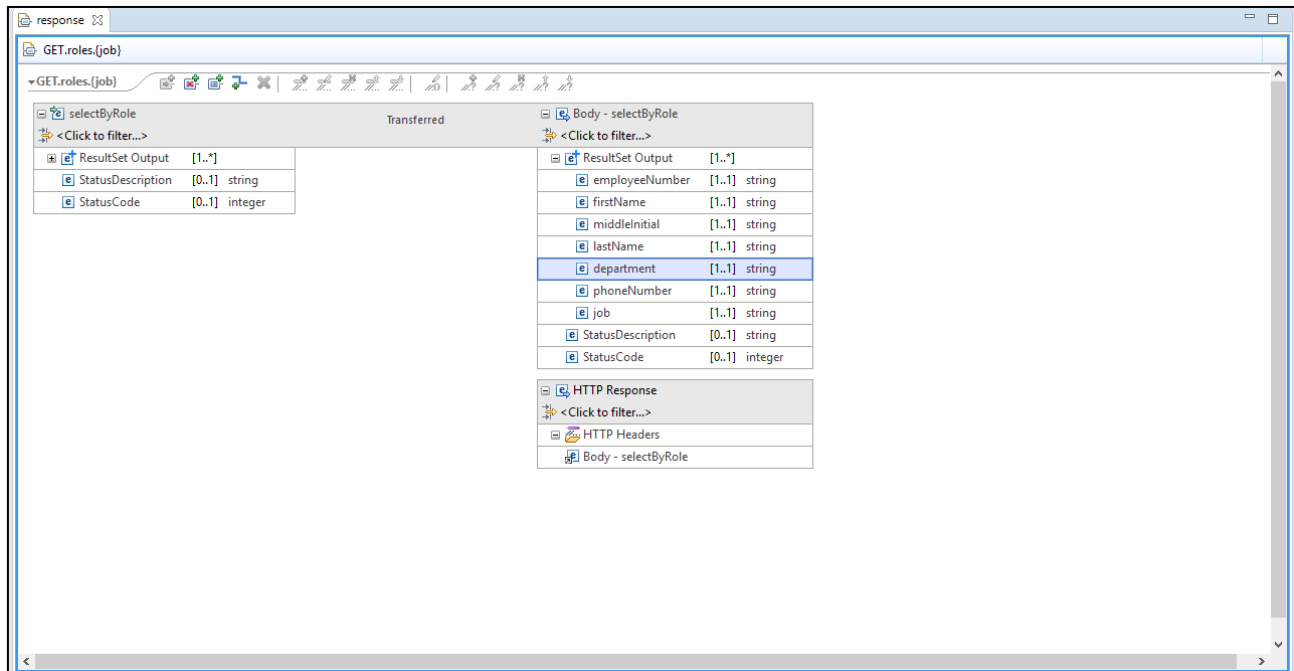 response
GET.roles.{job}
GET.roles.{job}
selectByRole
<Click to filter...>
ResultSet Output [1..*]
StatusDescription [0..1] string
StatusCode [0..1] integer
Transferred
Body - selectByRole
<Click to filter...>
ResultSet Output [1..*]
employeeNumber [1..1] string
firstName [1..1] string
middleInitial [1..1] string
lastName [1..1] string
department [1..1] string
phoneNumber [1..1] string
job [1..1] string
StatusDescription [0..1] string
StatusCode [0..1] integer
HTTP Response
<Click to filter...>
HTTP Headers
Body - selectByRole